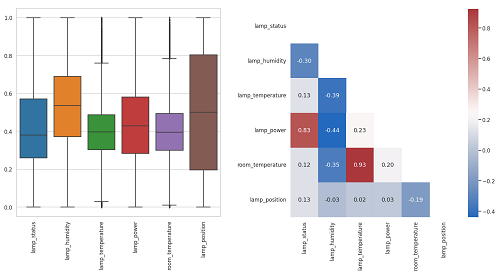 1.0
0.8
0.6
0.4
0.2
0.0
lamp_status
lamp_humidity
lamp_temperature
lamp_power
room_temperature
lamp_position
lamp_status
lamp_humidity
lamp_temperature
lamp_power
room_temperature
lamp_position
-0.30
0.13 -0.39
0.83 -0.44 0.23
0.12 -0.35 0.93 0.20
0.13 -0.03 0.02 0.03 -0.19
lamp_status
lamp_humidity
lamp_temperature
lamp_power
room_temperature
lamp_position
0.8
0.6
0.4
0.2
0.0
-0.2
-0.4